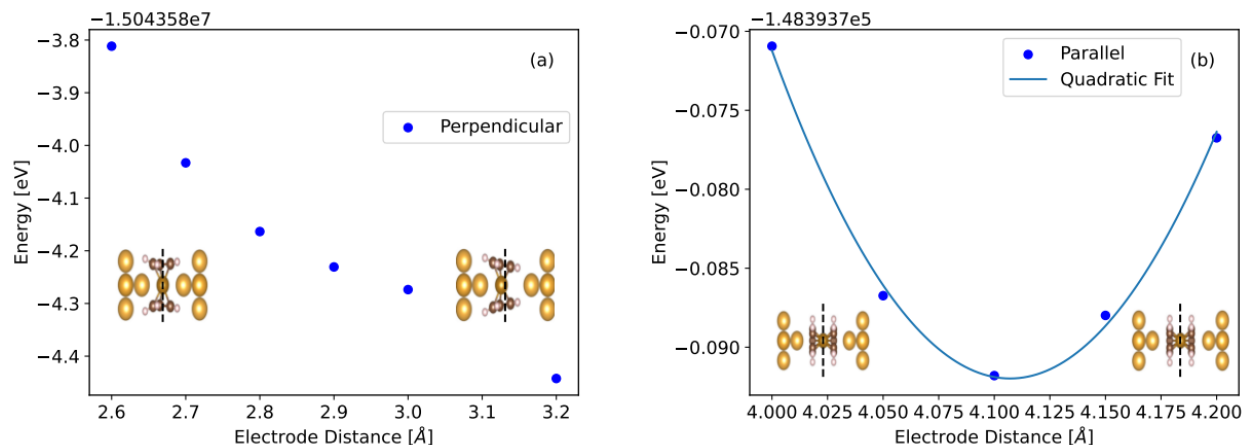 −1.504358e7
(a)
Perpendicular
−3.8
−3.9
−4.0
−4.1
−4.2
−4.3
−4.4
Energy [eV]
2.6 2.7 2.8 2.9 3.0 3.1 3.2
Electrode Distance [Å]
−1.483937e5
Parallel
(b)
Quadratic Fit
−0.070
−0.075
−0.080
−0.085
−0.090
Energy [eV]
4.000 4.025 4.050 4.075 4.100 4.125 4.150 4.175 4.200
Electrode Distance [Å]